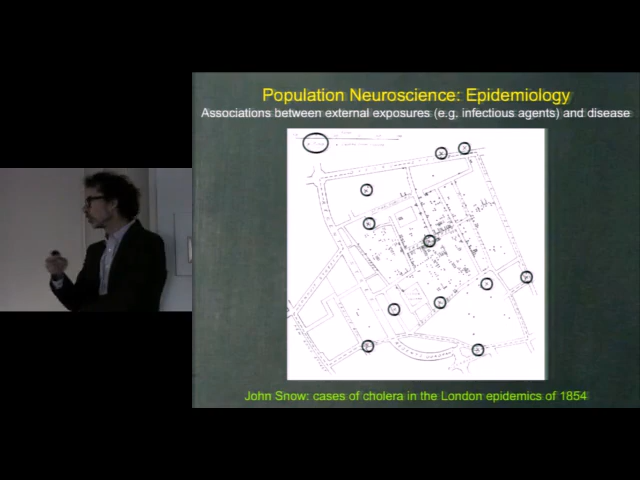 Population Neuroscience: Epidemiology
Associations between external exposures (e.g. infectious agents) and disease
John Snow: cases of cholera in the London epidemics of 1854